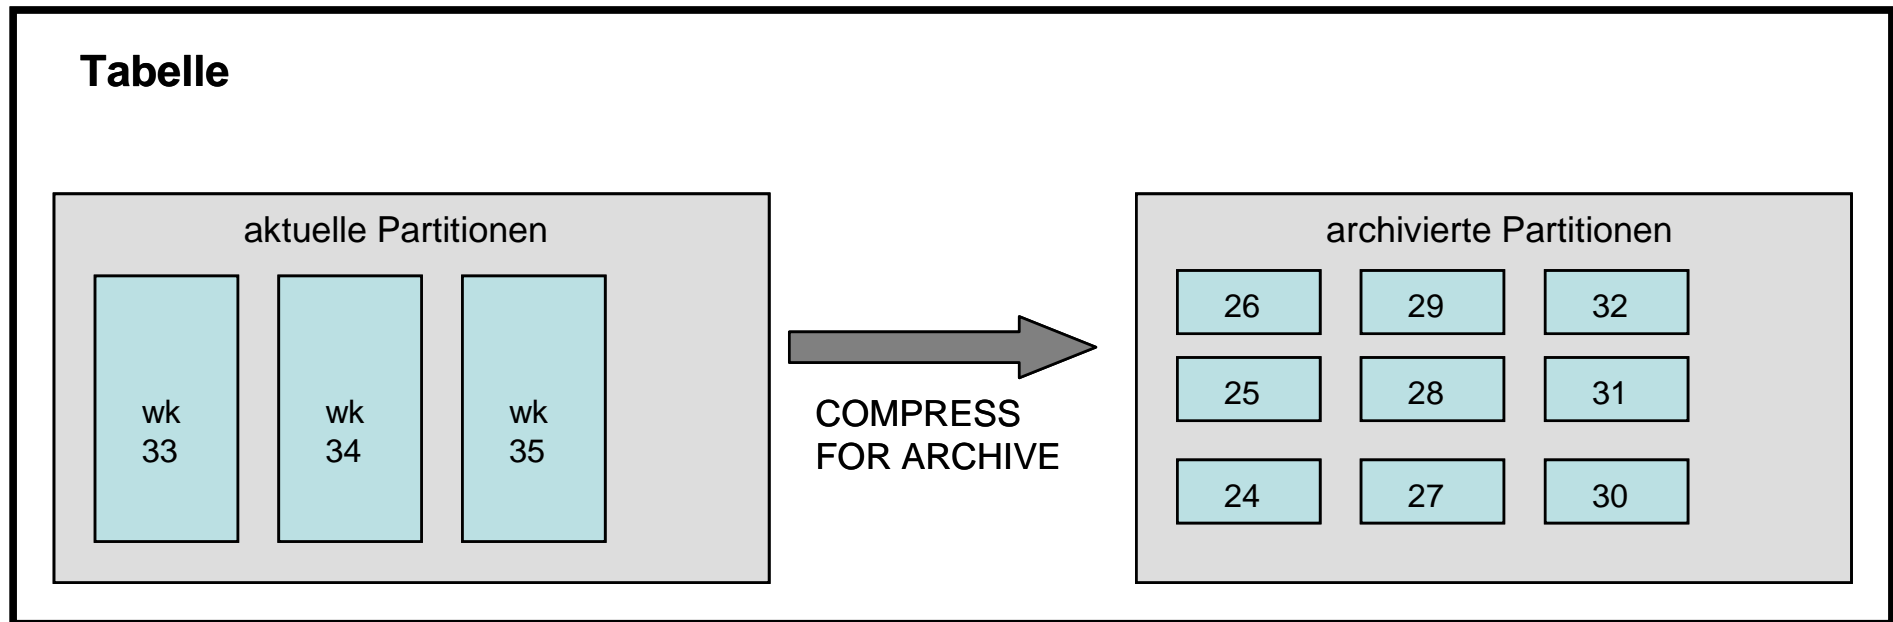 Tabelle
aktuelle Partitionen
wk
33
wk
34
wk
35
COMPRESS
FOR ARCHIVE
archivierte Partitionen
26
29
32
25
28
31
24
27
30